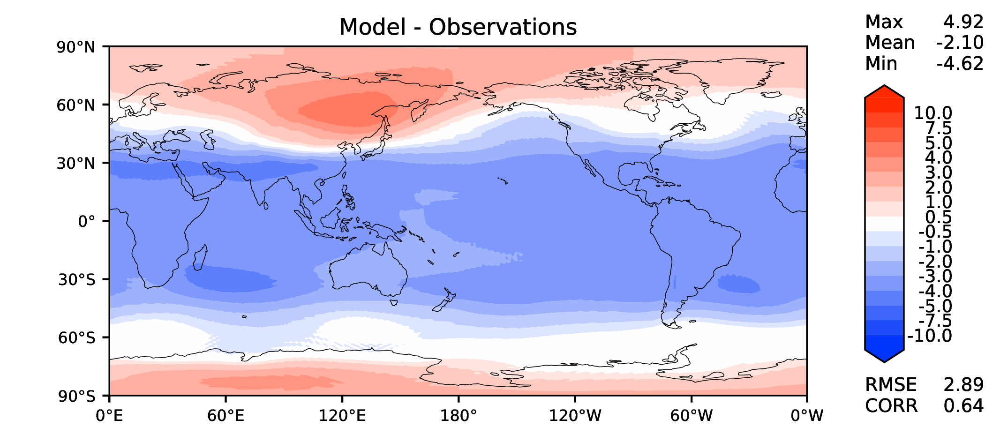 Model - Observations
Max 4.92
Mean -2.10
Min -4.62
90°N
60°N
30°N
0°
30°S
60°S
90°S
0°E 60°E 120°E 180° 120°W 60°W 0°W
10.0
7.5
5.0
4.0
3.0
2.0
1.0
0.5
-0.5
-1.0
-2.0
-3.0
-4.0
-5.0
-7.5
-10.0
RMSE 2.89
CORR 0.64